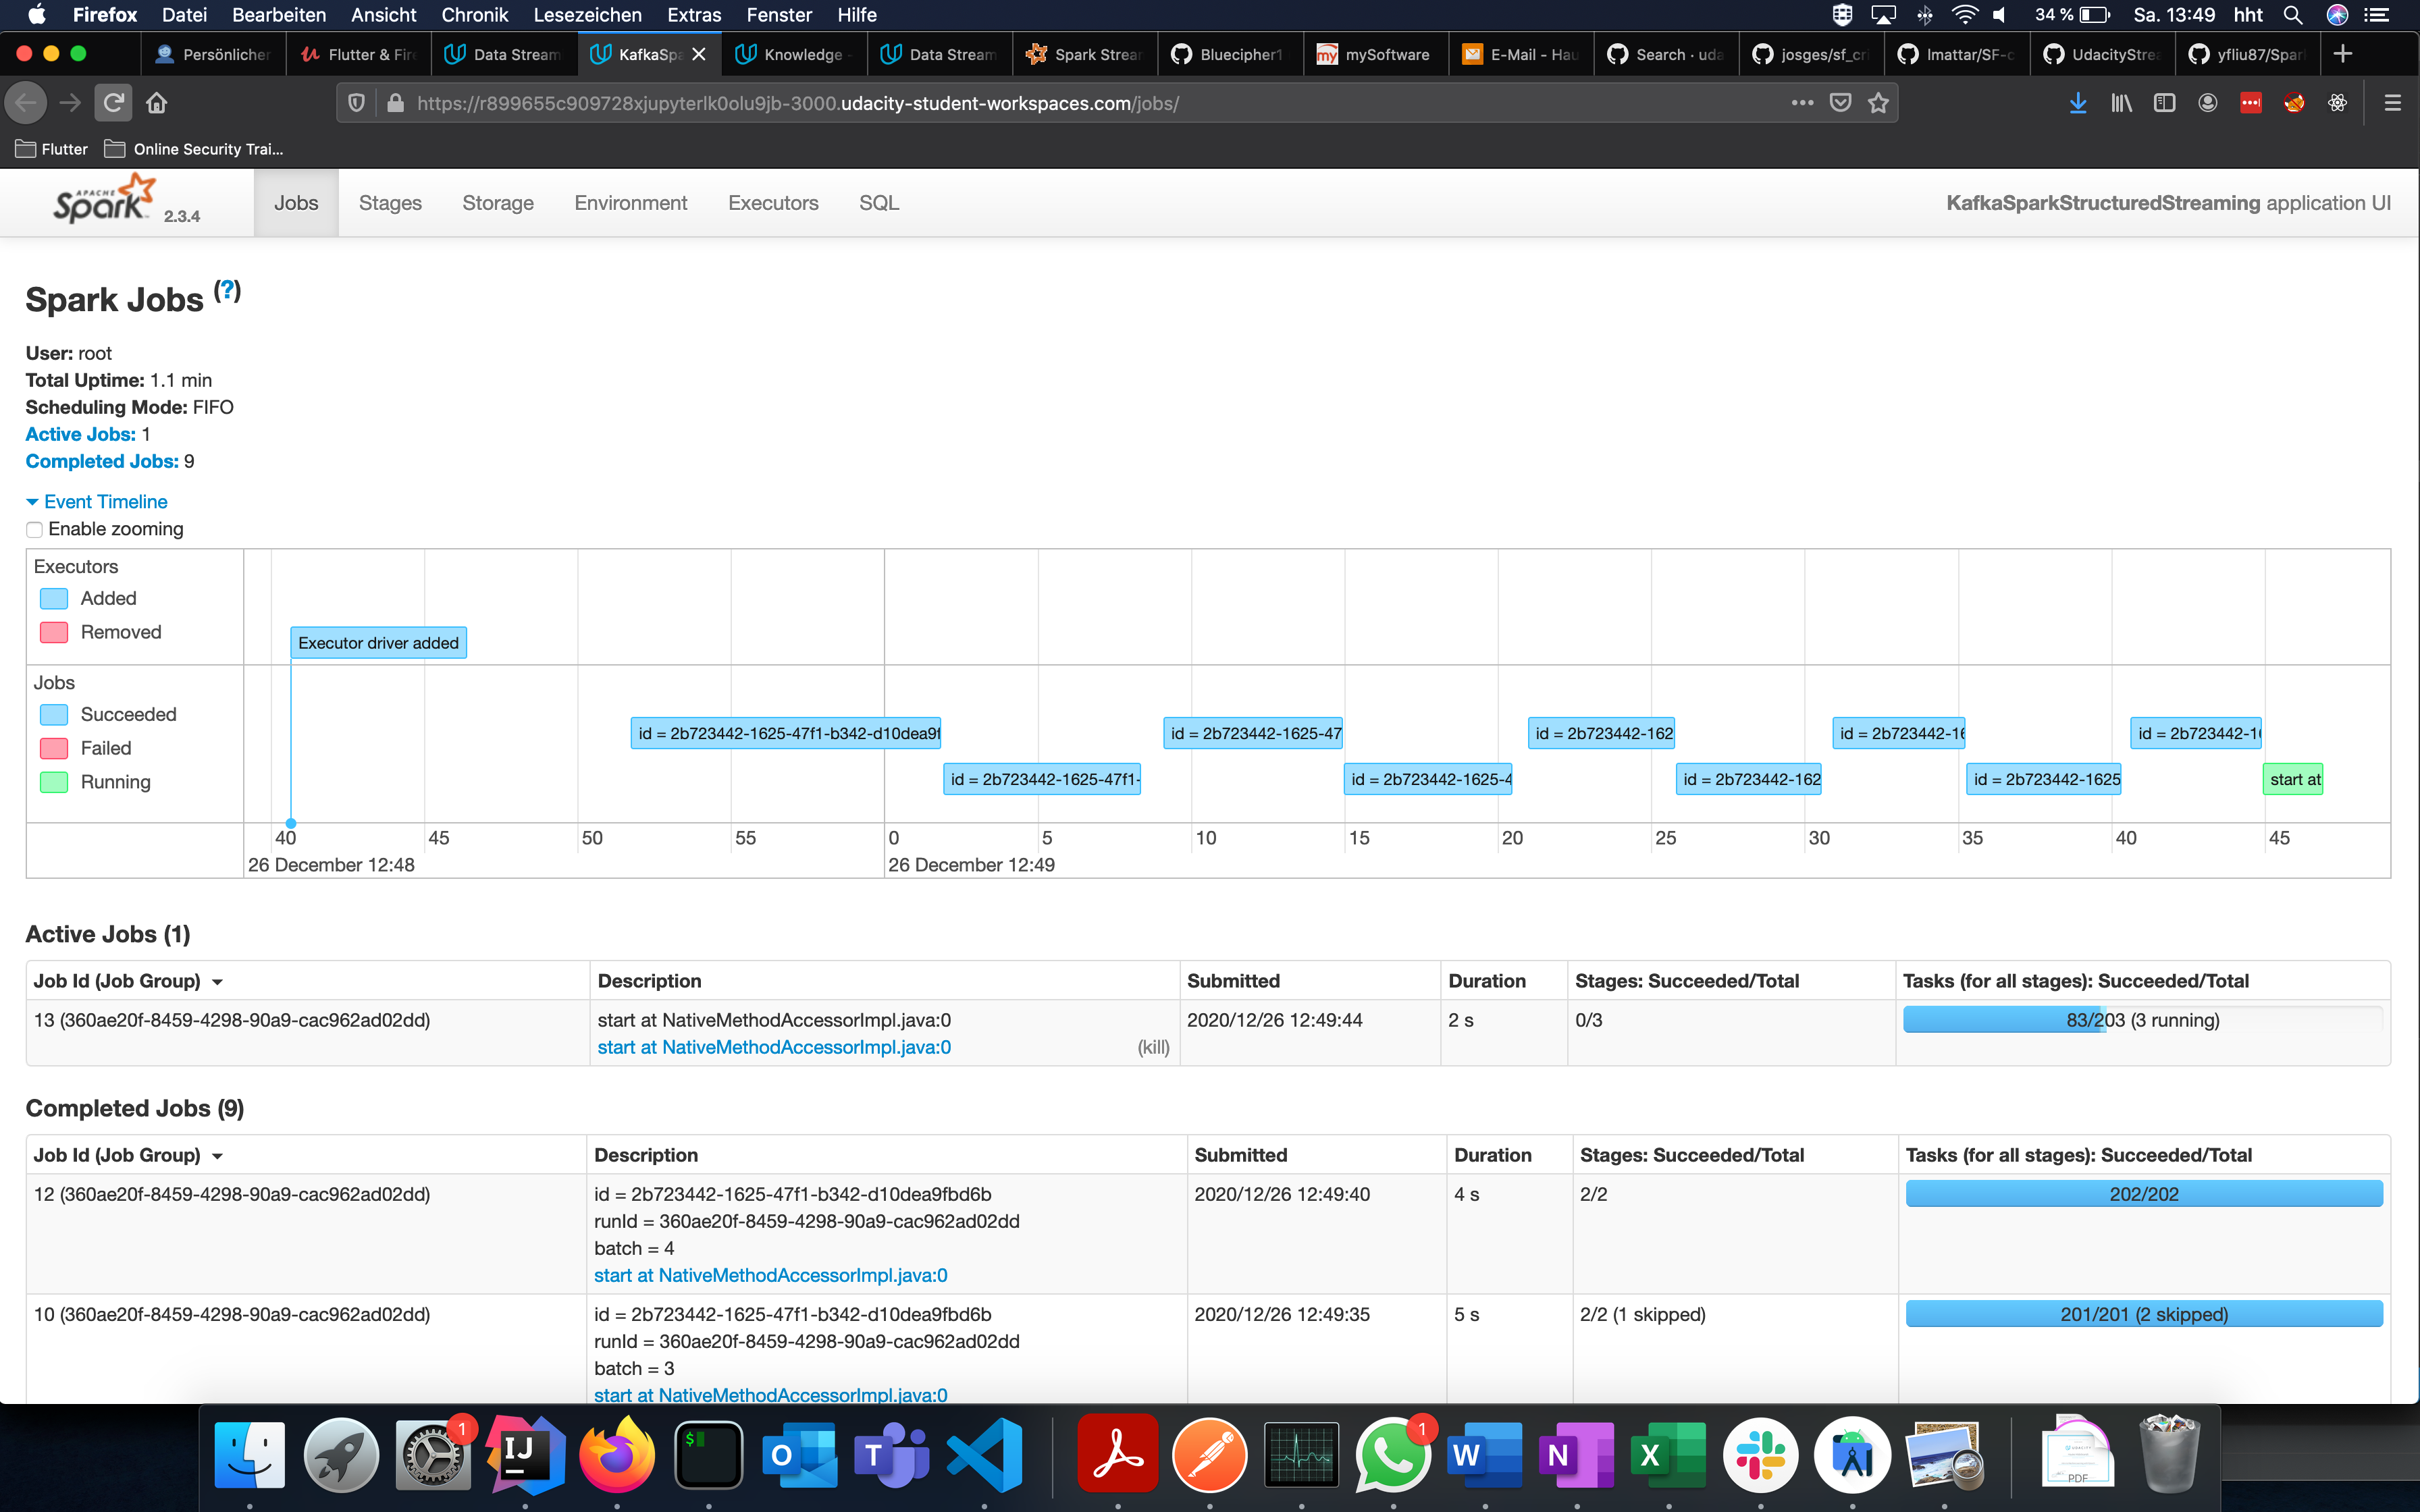 Firefox Datei Bearbeiten Ansicht Chronik Lesezeichen Extras Fenster Hilfe 34 % Sa. 13:49 hht
Persönlicher Flutter & Fir Data Stream KafkaSpa Knowledge - Data Stream Spark Strear Bluecipher1 mySoftware E-Mail - Hau Search · uda josges/sf_cri lmattar/SF-c UdacityStrea yfliu87/Spar
https://r899655c909728xjupyterlk0olu9jb-3000.udacity-student-workspaces.com/jobs/
Flutter Online Security Trai...
APACHE Spark 2.3.4 Jobs Stages Storage Environment Executors SQL KafkaSparkStructuredStreaming application UI
Spark Jobs (?)
User: root
Total Uptime: 1.1 min
Scheduling Mode: FIFO
Active Jobs: 1
Completed Jobs: 9
Event Timeline
Enable zooming
Executors
Added
Removed
Executor driver added
Jobs
Succeeded
Failed
Running
id = 2b723442-1625-47f1-b342-d10dea9f id = 2b723442-1625-47 id = 2b723442-162 id = 2b723442-16 id = 2b723442-1
id = 2b723442-1625-47f1- id = 2b723442-1625-4 id = 2b723442-162 id = 2b723442-1625 start at
40 45 50 55 0 5 10 15 20 25 30 35 40 45
26 December 12:48 26 December 12:49
Active Jobs (1)
Job Id (Job Group) Description Submitted Duration Stages: Succeeded/Total Tasks (for all stages): Succeeded/Total
13 (360ae20f-8459-4298-90a9-cac962ad02dd) start at NativeMethodAccessorImpl.java:0 2020/12/26 12:49:44 2 s 0/3 83/203 (3 running)
start at NativeMethodAccessorImpl.java:0 (kill)
Completed Jobs (9)
Job Id (Job Group) Description Submitted Duration Stages: Succeeded/Total Tasks (for all stages): Succeeded/Total
12 (360ae20f-8459-4298-90a9-cac962ad02dd) id = 2b723442-1625-47f1-b342-d10dea9fbd6b 2020/12/26 12:49:40 4 s 2/2 202/202
runId = 360ae20f-8459-4298-90a9-cac962ad02dd
batch = 4
start at NativeMethodAccessorImpl.java:0
10 (360ae20f-8459-4298-90a9-cac962ad02dd) id = 2b723442-1625-47f1-b342-d10dea9fbd6b 2020/12/26 12:49:35 5 s 2/2 (1 skipped) 201/201 (2 skipped)
runId = 360ae20f-8459-4298-90a9-cac962ad02dd
batch = 3
start at NativeMethodAccessorImpl.java:0
1 IJ $ O T 1 W N X A PDF